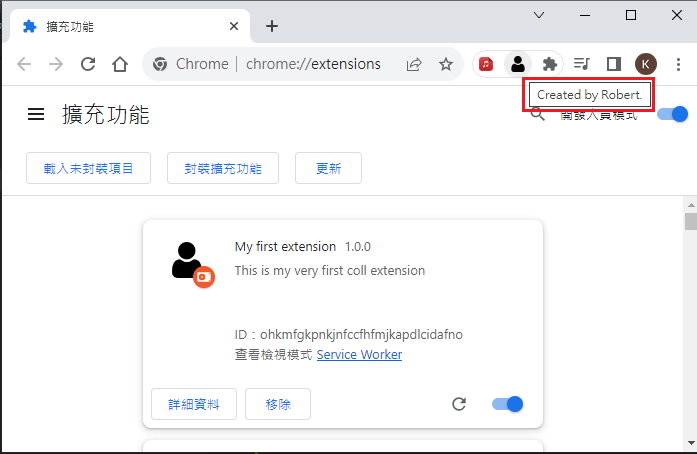 擴充功能
Chrome | chrome://extensions
K
Created by Robert.
擴充功能
開發人員模式
載入未封裝項目 封裝擴充功能 更新
My first extension 1.0.0
This is my very first coll extension
ID：ohkmfgkpnkjnfccfhfmjkapdlcidafno
查看檢視模式 Service Worker
詳細資料 移除